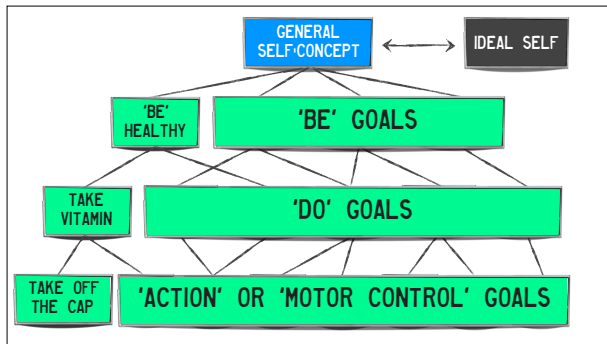 GENERAL
SELF-CONCEPT
IDEAL SELF
'BE'
HEALTHY
'BE' GOALS
TAKE
VITAMIN
'DO' GOALS
TAKE OFF
THE CAP
'ACTION' OR 'MOTOR CONTROL' GOALS